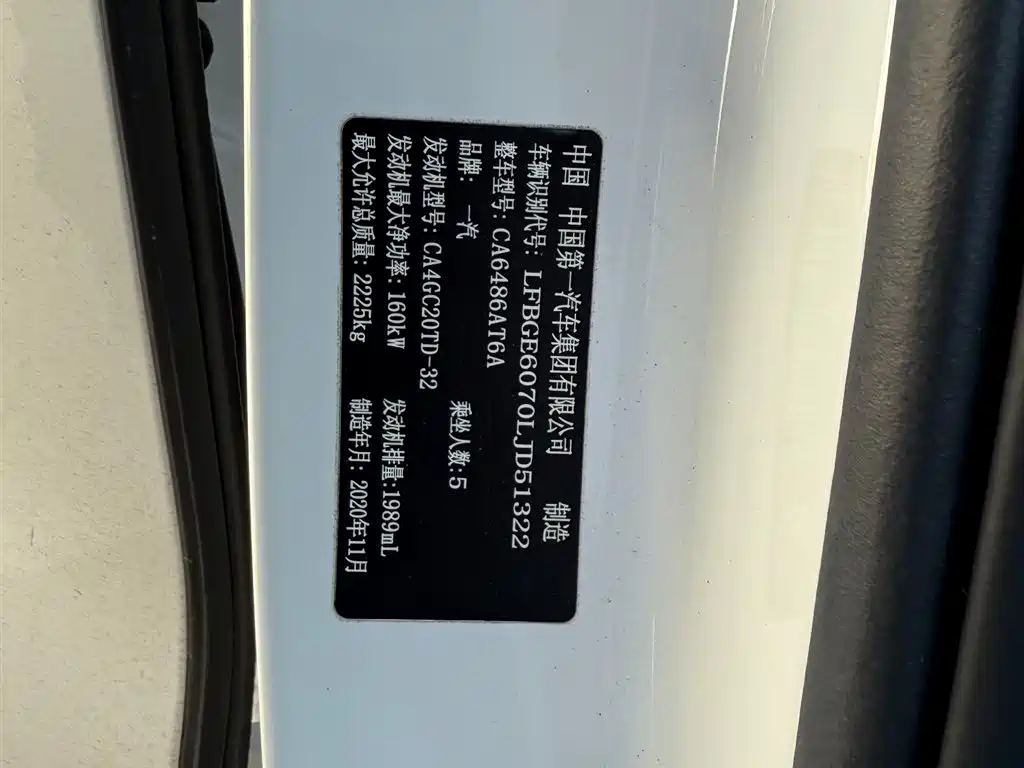 中国 中国第一汽车集团有限公司 制造
车辆识别代号: LFBGE6070LJD51322
整车型号: CA6486AT6A
品牌: 一汽 乘坐人数:5
发动机型号: CA4GC20TD-32
发动机最大净功率: 160kW 发动机排量:1989mL
最大允许总质量: 2225kg 制造年月: 2020年11月